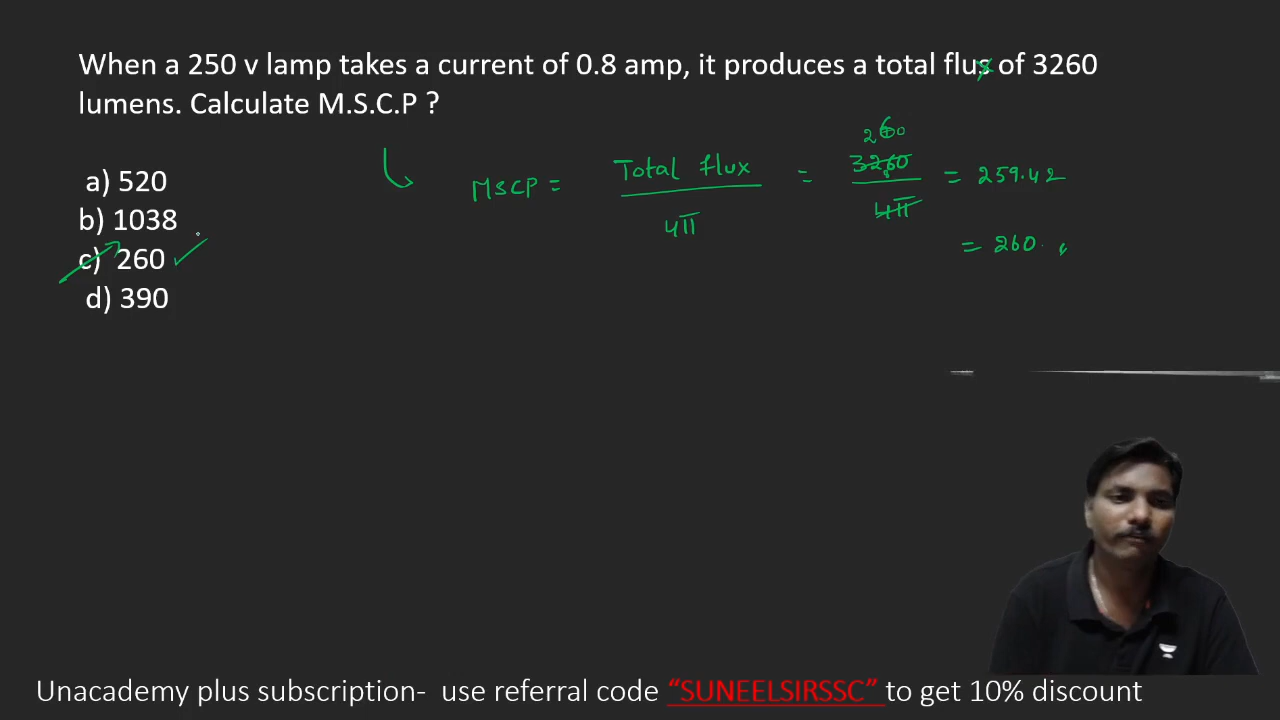 When a 250 v lamp takes a current of 0.8 amp, it produces a total flux of 3260
lumens. Calculate M.S.C.P ?
a) 520
b) 1038
c) 260
d) 390
MSCP = Total flux / 4π = 3260 / 4π = 259.42
260
= 260.
Unacademy plus subscription- use referral code “SUNEELSIRSSC” to get 10% discount